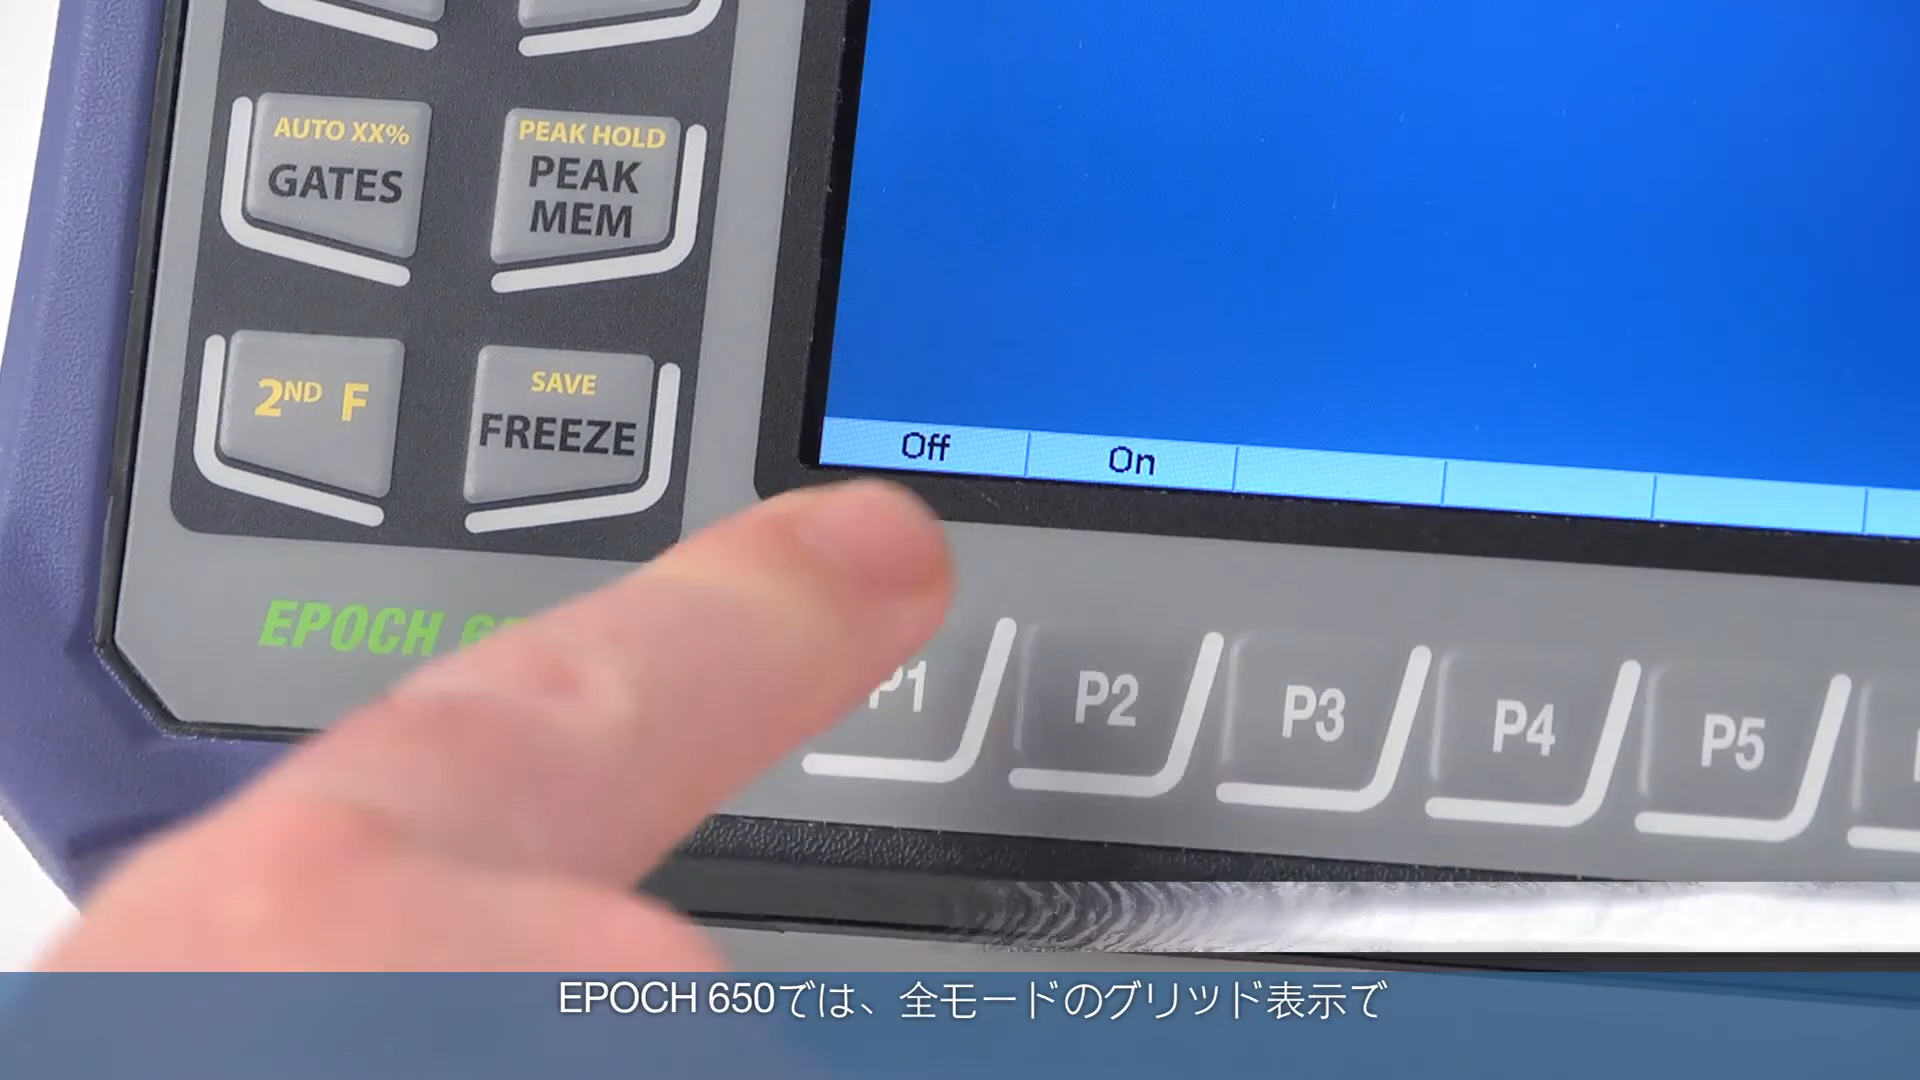 AUTO XX%
GATES
PEAK HOLD
PEAK
MEM
2ND F
SAVE
FREEZE
Off
On
EPOCH
P1
P2
P3
P4
P5
EPOCH 650では、全モードのグリッド表示で